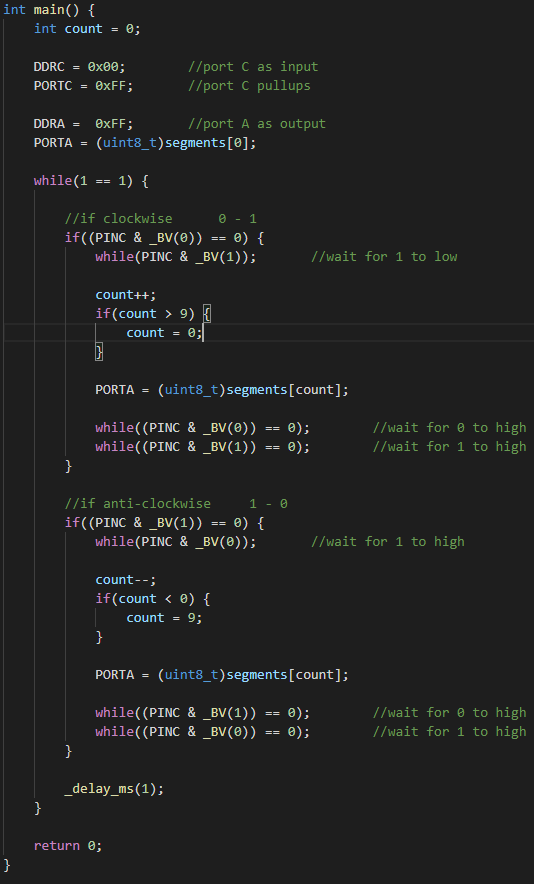 int main() {
    int count = 0;

    DDRC = 0x00;        //port C as input
    PORTC = 0xFF;       //port C pullups

    DDRA =  0xFF;       //port A as output
    PORTA = (uint8_t)segments[0];

    while(1 == 1) {

        //if clockwise      0 - 1
        if((PINC & _BV(0)) == 0) {
            while(PINC & _BV(1));       //wait for 1 to low

            count++;
            if(count > 9) {
                count = 0;
            }

            PORTA = (uint8_t)segments[count];

            while((PINC & _BV(0)) == 0);        //wait for 0 to high
            while((PINC & _BV(1)) == 0);        //wait for 1 to high
        }

        //if anti-clockwise     1 - 0
        if((PINC & _BV(1)) == 0) {
            while(PINC & _BV(0));       //wait for 1 to high

            count--;
            if(count < 0) {
                count = 9;
            }

            PORTA = (uint8_t)segments[count];

            while((PINC & _BV(1)) == 0);        //wait for 0 to high
            while((PINC & _BV(0)) == 0);        //wait for 1 to high
        }

        _delay_ms(1);
    }

    return 0;
}